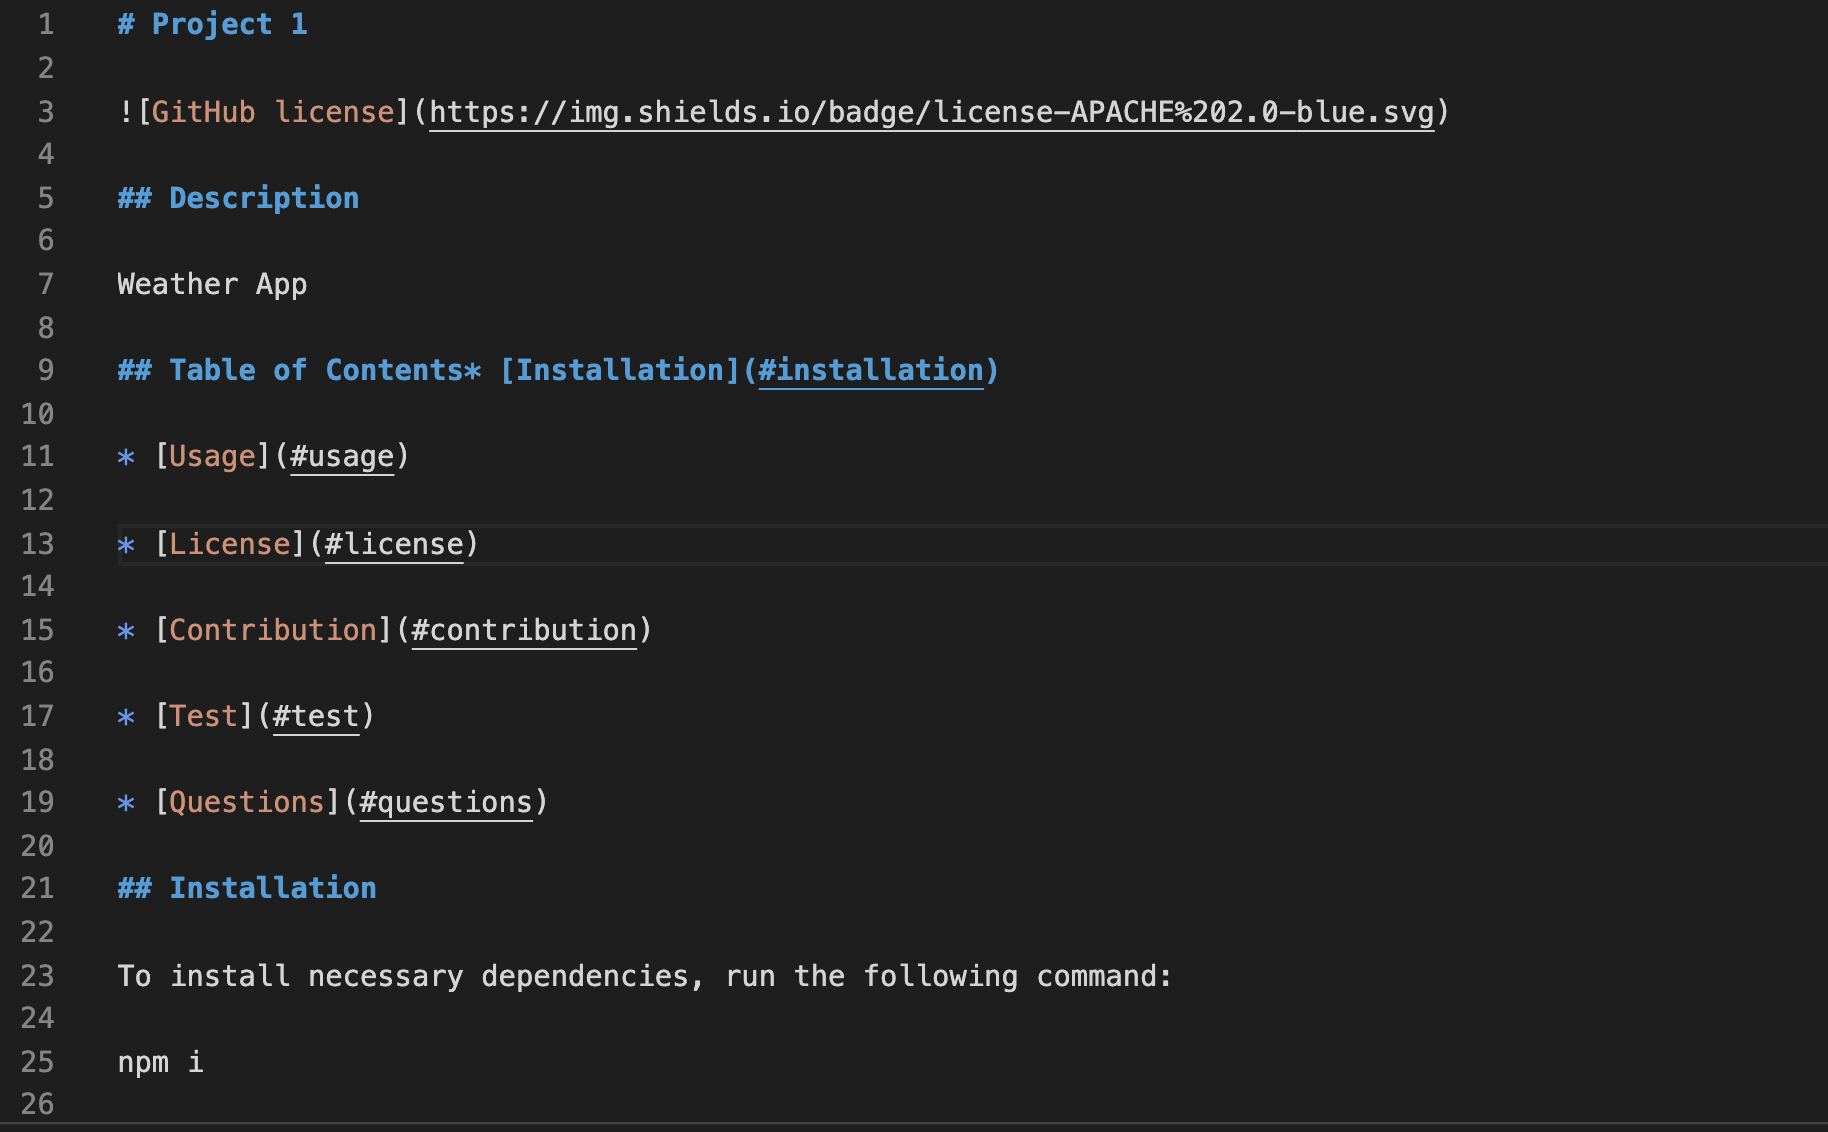 1 # Project 1
2
3 ![GitHub license](https://img.shields.io/badge/license-APACHE%202.0-blue.svg)
4
5 ## Description
6
7 Weather App
8
9 ## Table of Contents* [Installation](#installation)
10
11 * [Usage](#usage)
12
13 * [License](#license)
14
15 * [Contribution](#contribution)
16
17 * [Test](#test)
18
19 * [Questions](#questions)
20
21 ## Installation
22
23 To install necessary dependencies, run the following command:
24
25 npm i
26